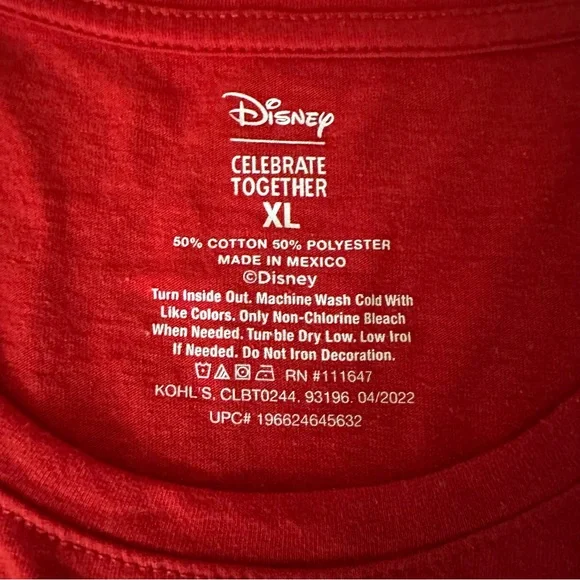 Disney
CELEBRATE
TOGETHER
XL
50% COTTON 50% POLYESTER
MADE IN MEXICO
©Disney
Turn Inside Out. Machine Wash Cold With
Like Colors. Only Non-Chlorine Bleach
When Needed. Tumble Dry Low. Low Iron
If Needed. Do Not Iron Decoration.
RN #111647
KOHL'S, CLBT0244, 93196, 04/2022
UPC# 196624645632